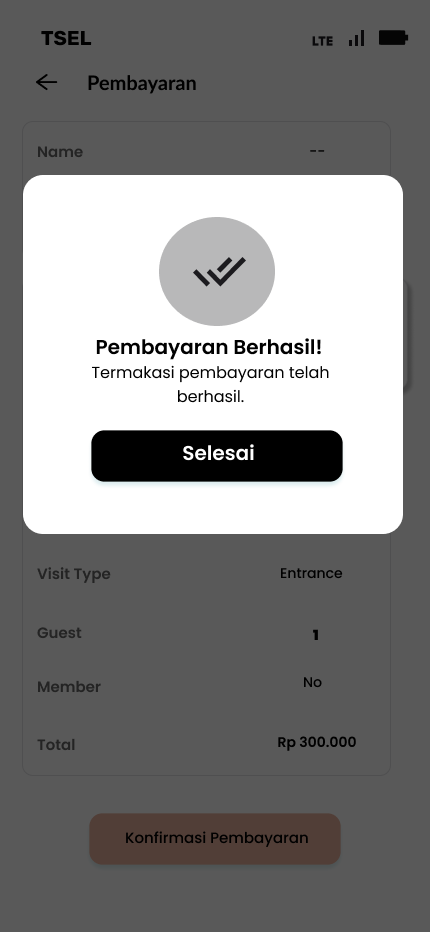 TSEL LTE
Pembayaran
Name --
Pembayaran Berhasil!
Termakasi pembayaran telah
berhasil.
Selesai
Visit Type Entrance
Guest 1
Member No
Total Rp 300.000
Konfirmasi Pembayaran